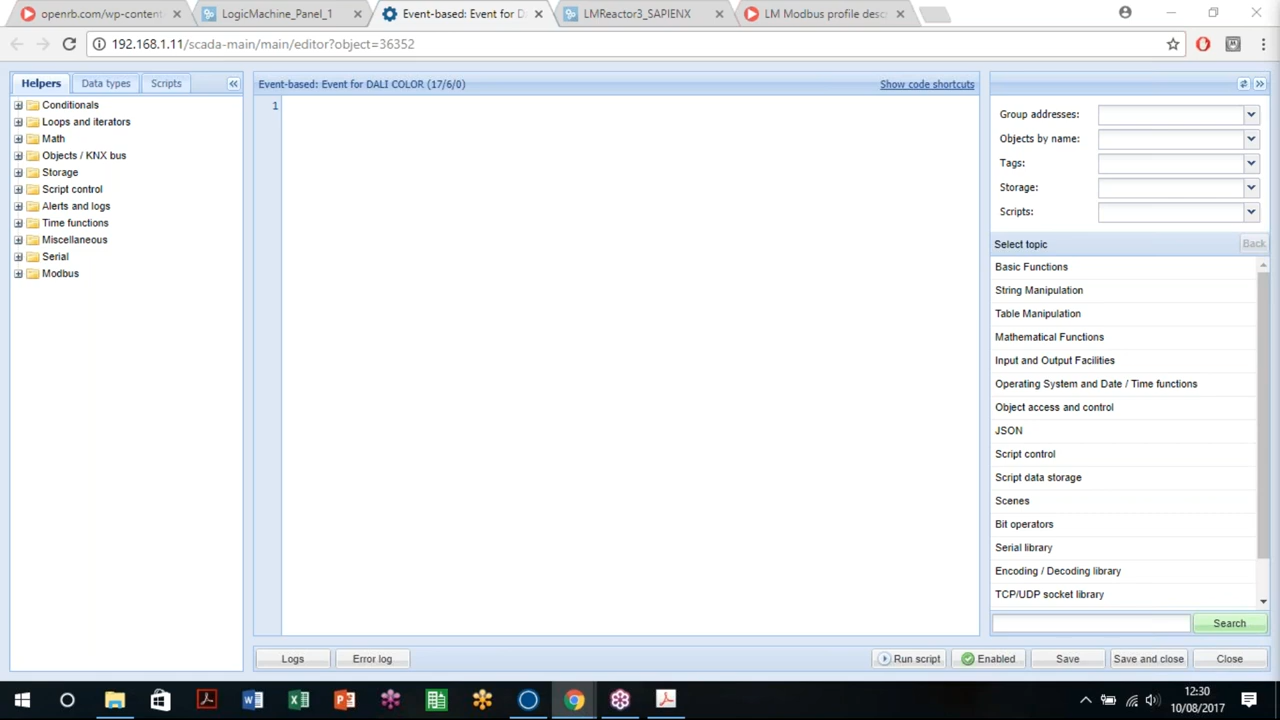 openrb.com/wp-content
LogicMachine_Panel_1
Event-based: Event for D
LMReactor3_SAPIENX
LM Modbus profile desc
192.168.1.11/scada-main/main/editor?object=36352
Helpers
Data types
Scripts
Conditionals
Loops and iterators
Math
Objects / KNX bus
Storage
Script control
Alerts and logs
Time functions
Miscellaneous
Serial
Modbus
Event-based: Event for DALI COLOR (17/6/0)
Show code shortcuts
1
Logs
Error log
Run script
Enabled
Save
Save and close
Close
Group addresses:
Objects by name:
Tags:
Storage:
Scripts:
Select topic
Back
Basic Functions
String Manipulation
Table Manipulation
Mathematical Functions
Input and Output Facilities
Operating System and Date / Time functions
Object access and control
JSON
Script control
Script data storage
Scenes
Bit operators
Serial library
Encoding / Decoding library
TCP/UDP socket library
Search
12:30
10/08/2017